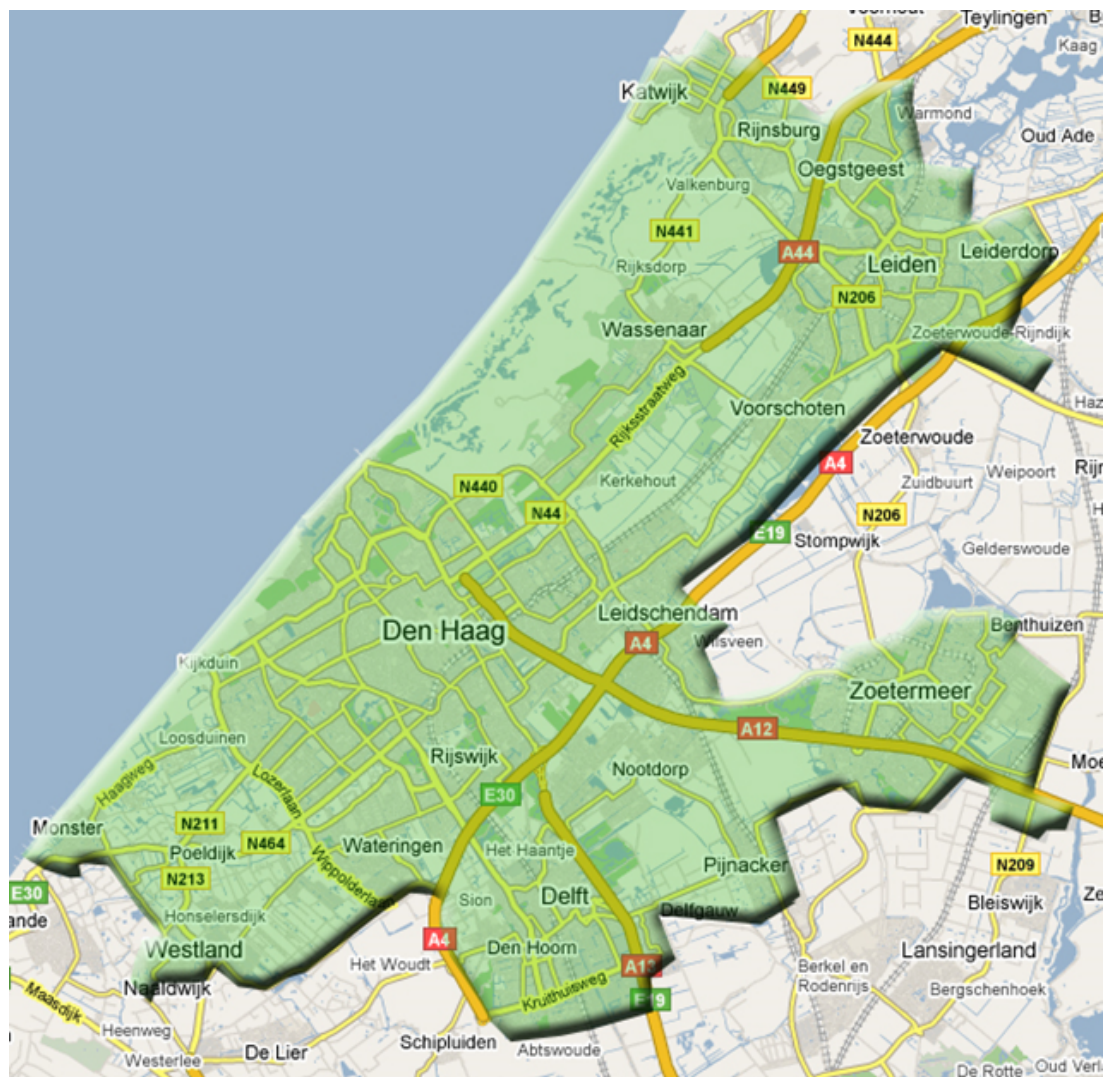 Teylingen
N444
Kaag
Katwijk
N449
Warmond
Rijnsburg
Oud Ade
Oegstgeest
Valkenburg
N441
A44
Leiden
Leiderdorp
Rijksdorp
N206
Wassenaar
Zoeterwoude-Rijndijk
Rijksstraatweg
Voorschoten
Zoeterwoude
A4
Weipoort
Kerkehout
Zuidbuurt
N440
N44
N206
E19
Stompwijk
Gelderswoude
Leidschendam
Den Haag
A4
Wilsveen
Benthuizen
Kijkduin
Zoetermeer
A12
Loosduinen
Rijswijk
Nootdorp
Haagweg
Lozerlaan
E30
Monster
N211
N464
Wateringen
Het Haantje
Poeldijk
Wippolderlaan
Pijnacker
N209
N213
E30
Sion
Delft
Delfgauw
Bleiswijk
Honselersdijk
A4
Westland
Den Hoorn
Lansingerland
Het Woudt
A13
Berkel en
Rodenrijs
Naaldwijk
Kruithuisweg
E19
Bergschenhoek
Maasdijk
Heenweg
Schipluiden
De Lier
Abtswoude
Westerlee
De Rotte